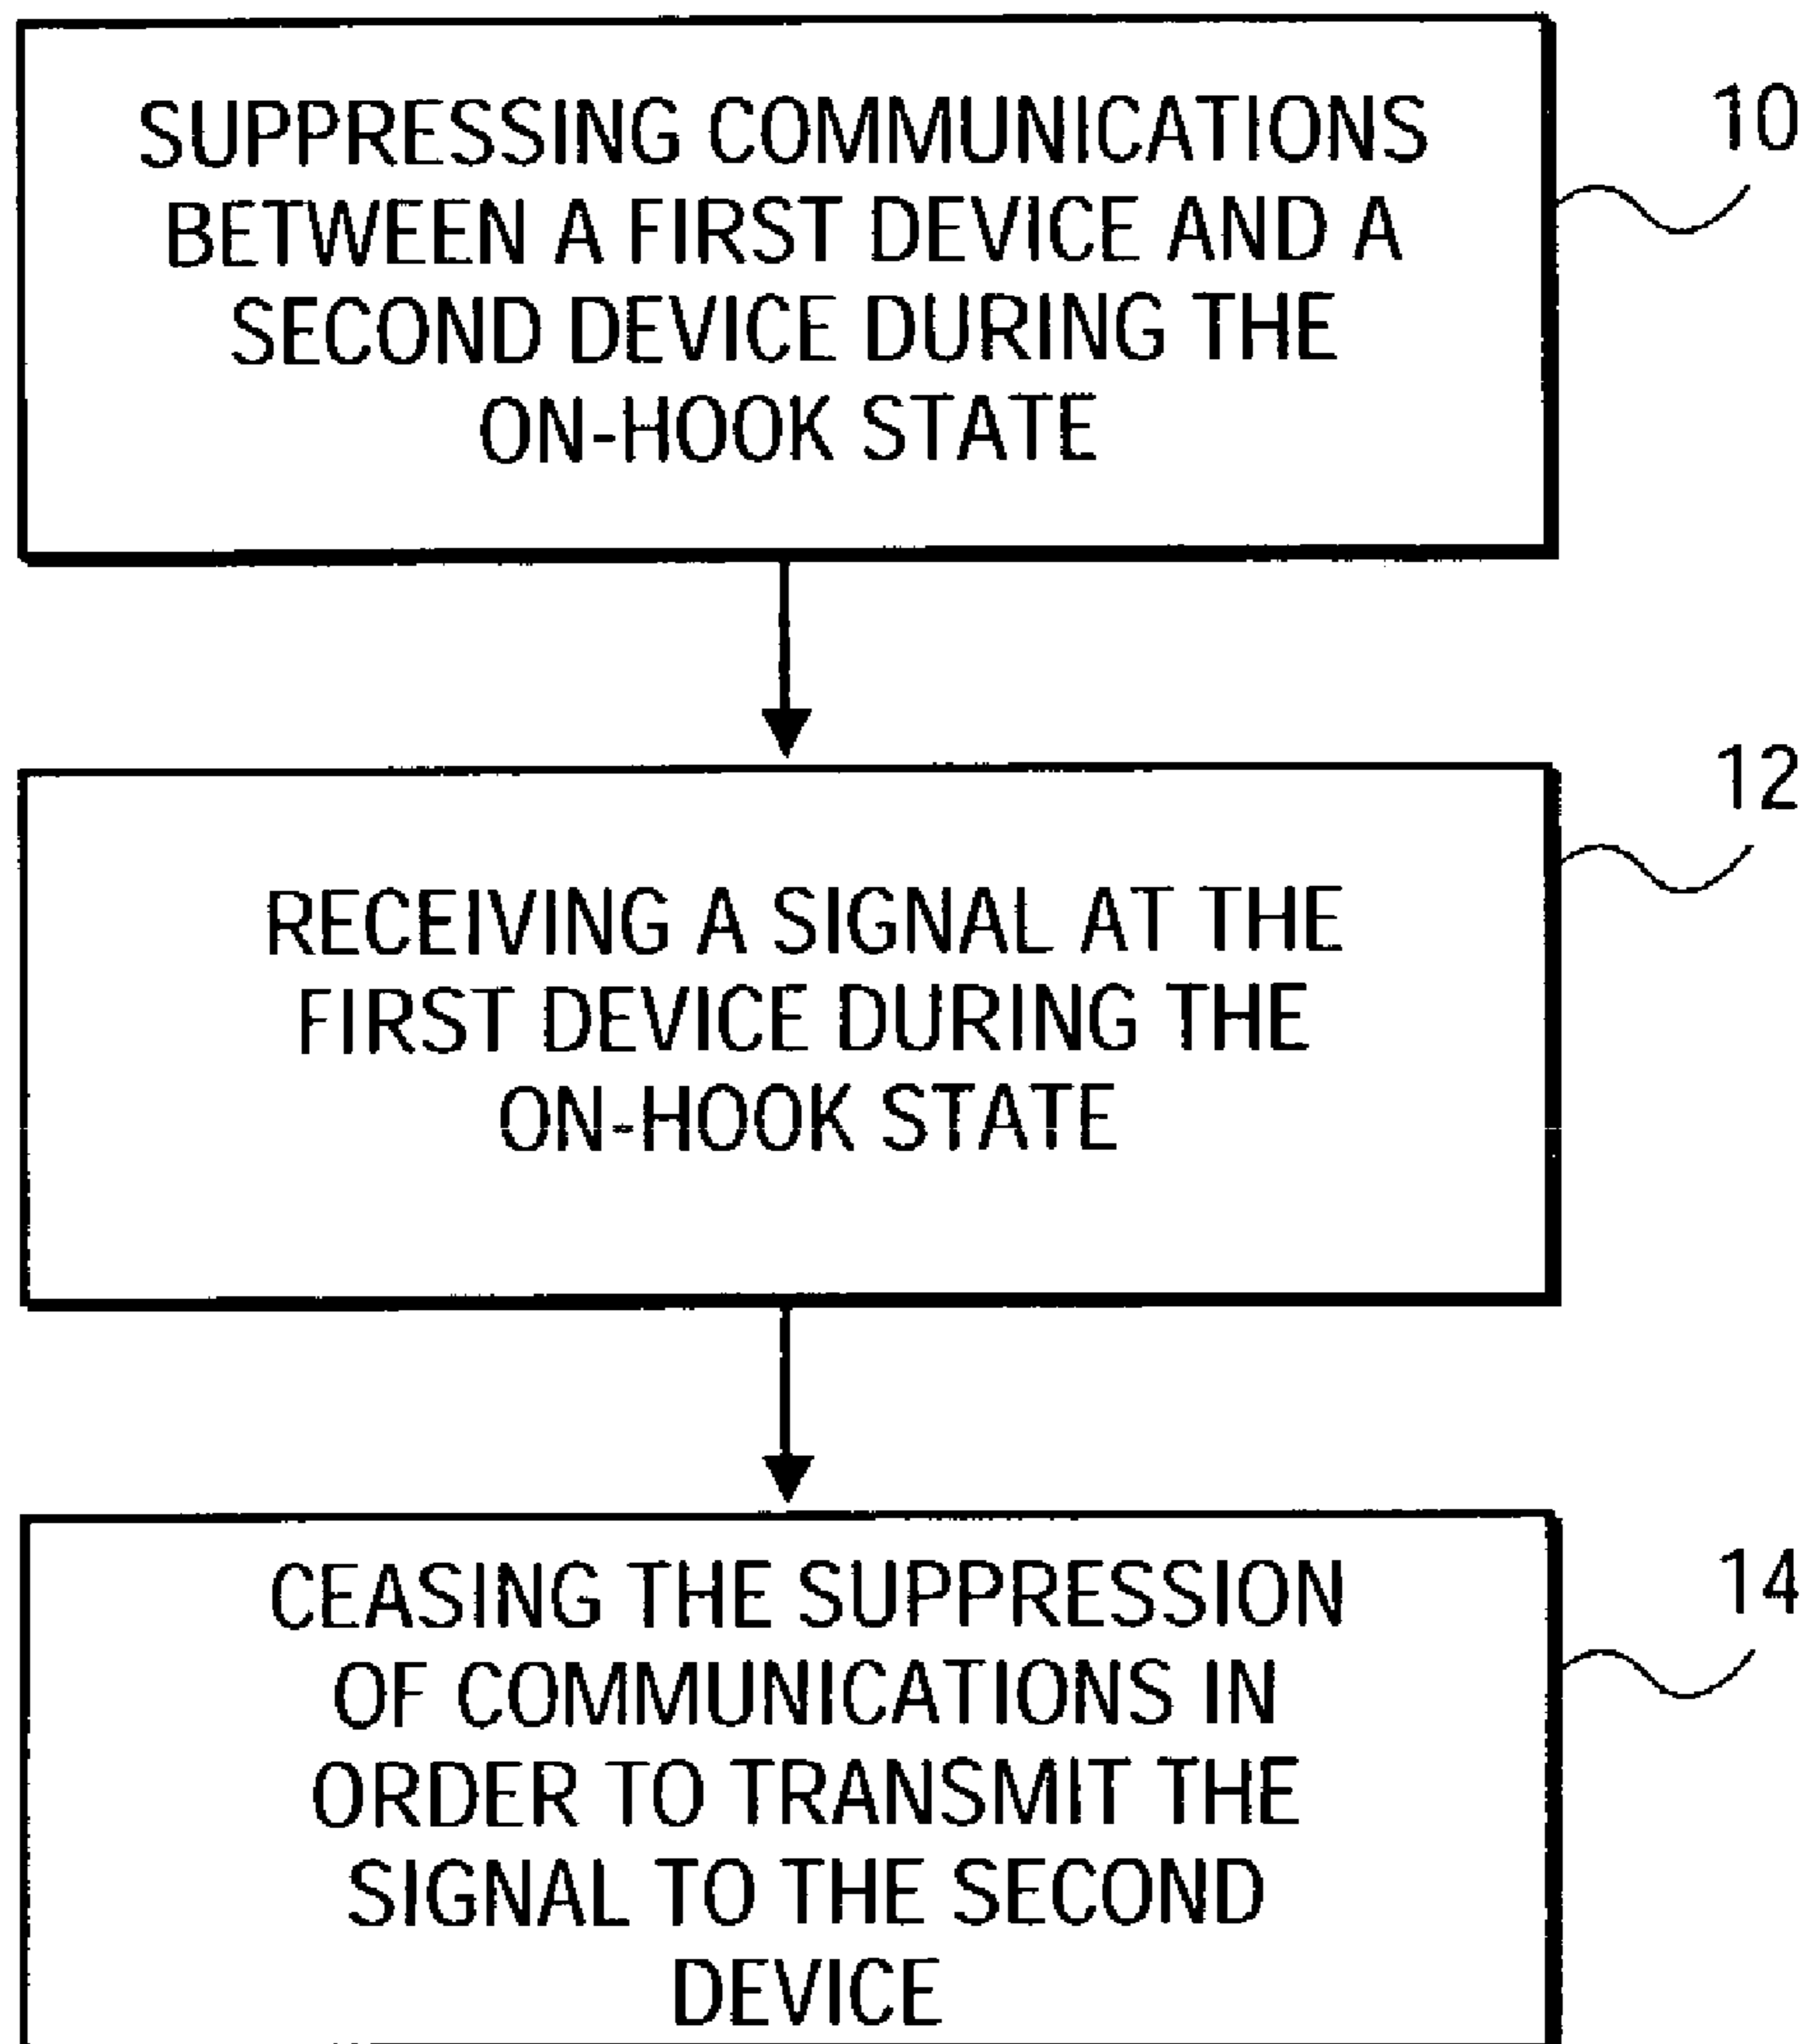 SUPPRESSING COMMUNICATIONS
BETWEEN A FIRST DEVICE AND A
SECOND DEVICE DURING THE
ON-HOOK STATE
10
RECEIVING A SIGNAL AT THE
FIRST DEVICE DURING THE
ON-HOOK STATE
12
CEASING THE SUPPRESSION
OF COMMUNICATIONS IN
ORDER TO TRANSMIT THE
SIGNAL TO THE SECOND
DEVICE
14